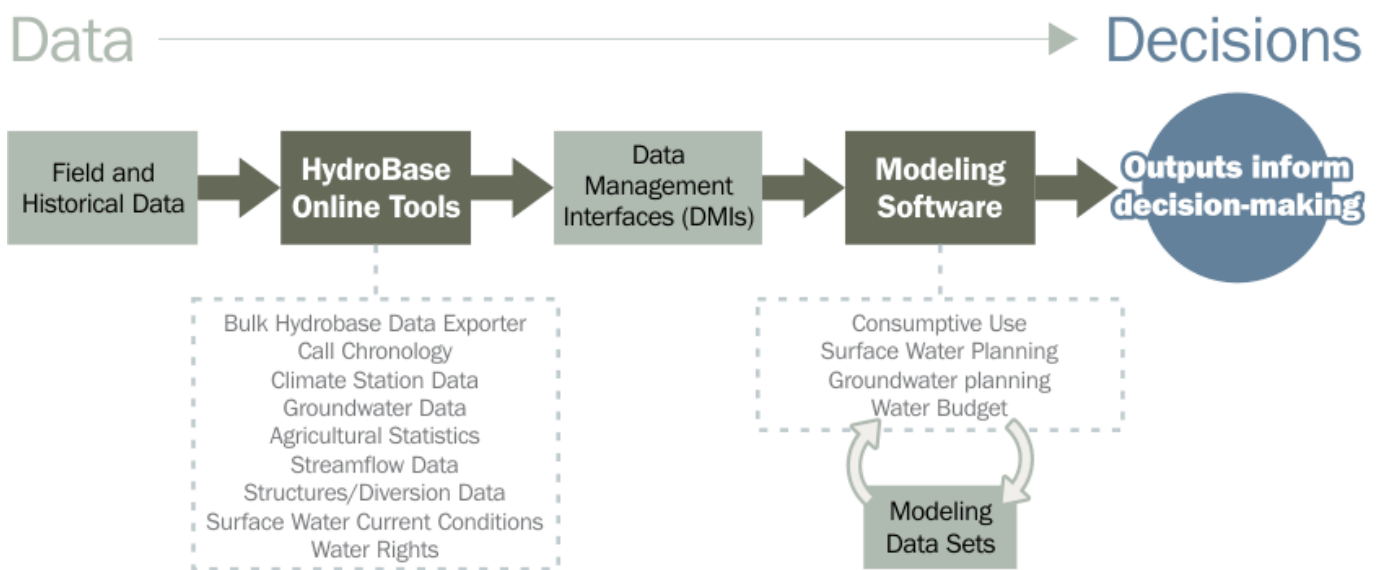 Data
Decisions
Field and
Historical Data
HydroBase
Online Tools
Data
Management
Interfaces (DMIs)
Modeling
Software
Outputs inform
decision-making
Bulk Hydrobase Data Exporter
Call Chronology
Climate Station Data
Groundwater Data
Agricultural Statistics
Streamflow Data
Structures/Diversion Data
Surface Water Current Conditions
Water Rights
Consumptive Use
Surface Water Planning
Groundwater planning
Water Budget
Modeling
Data Sets